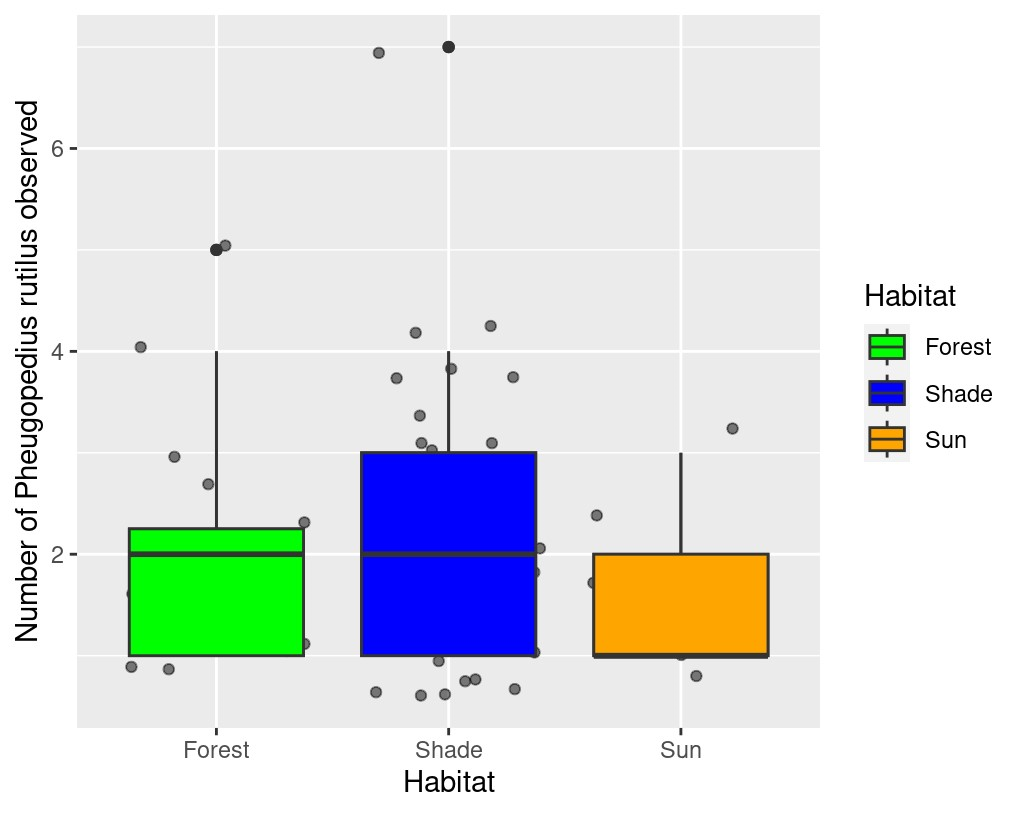 Number of Pheugopedius rutilus observed
6
4
2
Forest
Shade
Sun
Habitat
Habitat
Forest
Shade
Sun